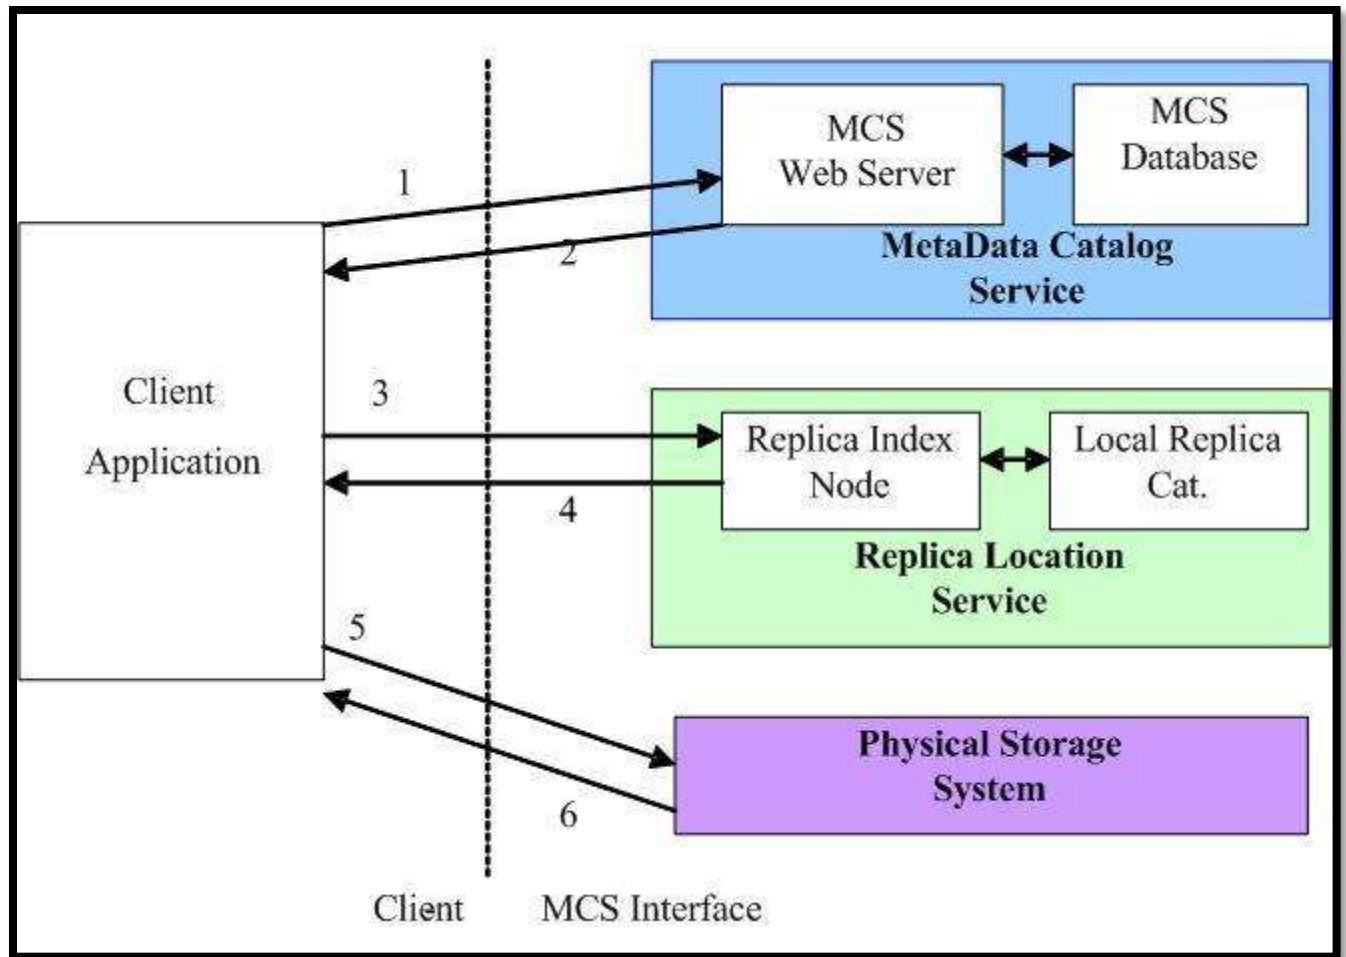 MCS
Web Server
MCS
Database
MetaData Catalog
Service
1
2
Client
Application
3
4
Replica Index
Node
Local Replica
Cat.
Replica Location
Service
5
6
Physical Storage
System
Client
MCS Interface